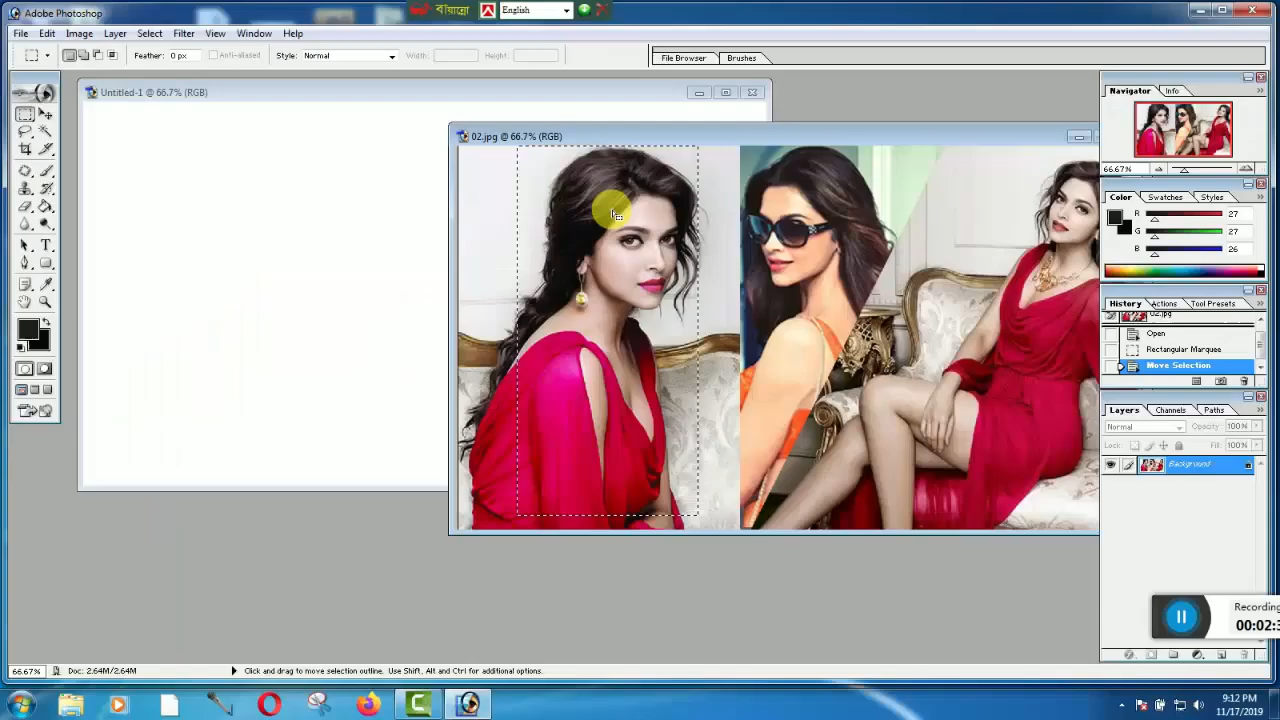 Adobe Photoshop
বায়ান্নো
English
File Edit Image Layer Select Filter View Window Help
Feather: 0 px Anti-aliased Style: Normal Width: Height: File Browser Brushes
Untitled-1 @ 66.7% (RGB)
02.jpg @ 66.7% (RGB)
Navigator Info
66.67%
Color Swatches Styles
R 27
G 27
B 26
History Actions Tool Presets
02.jpg
Open
Rectangular Marquee
Move Selection
Layers Channels Paths
Normal Opacity: 100%
Lock: Fill: 100%
Background
Recording
00:02:3
66.67% Doc: 2.64M/2.64M Click and drag to move selection outline. Use Shift, Alt and Ctrl for additional options.
9:12 PM
11/17/2019